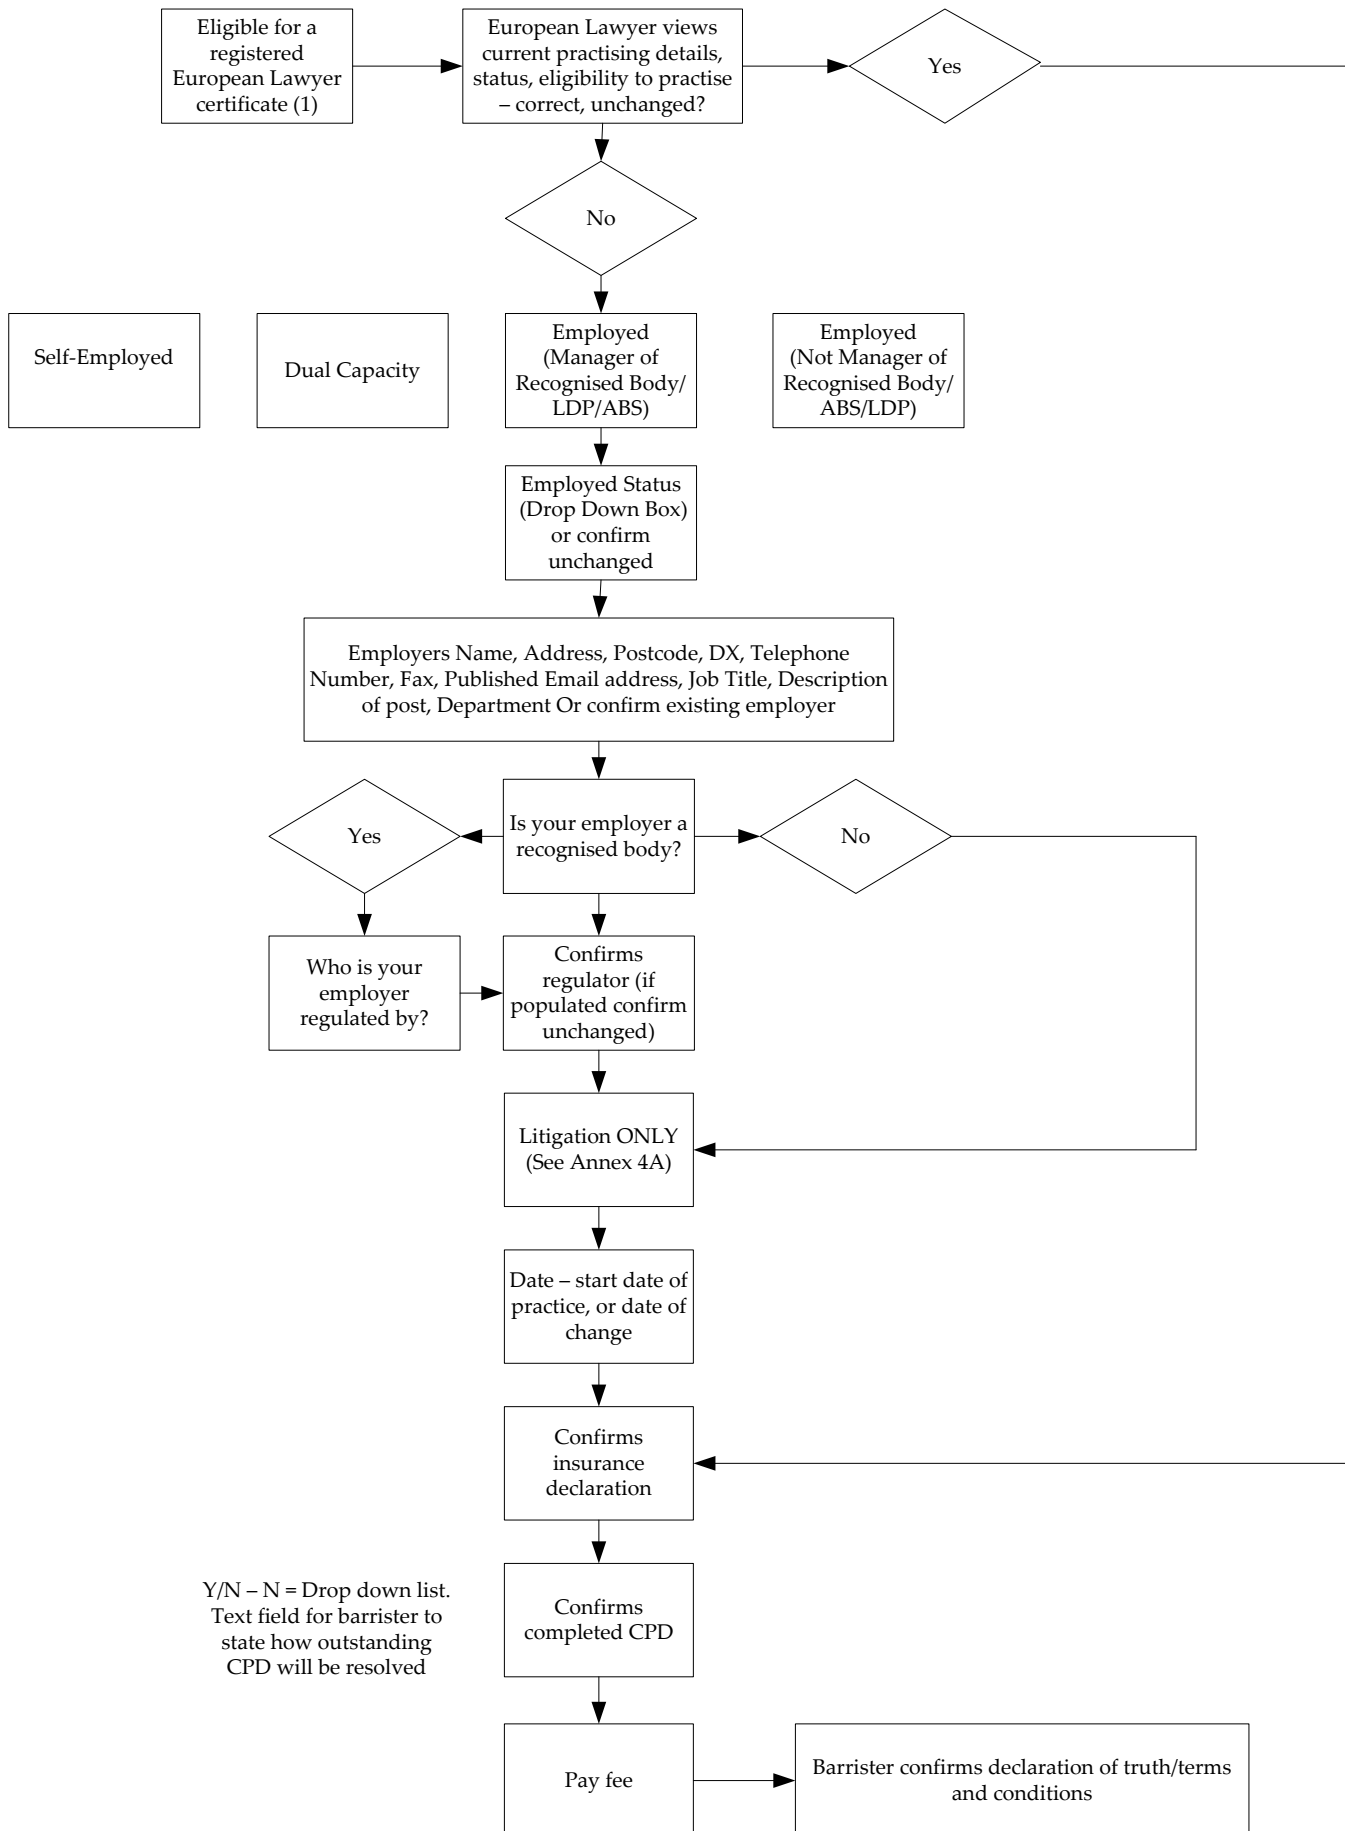 Eligible for a
registered
European Lawyer
certificate (1)
European Lawyer views
current practising details,
status, eligibility to practise
– correct, unchanged?
Yes
No
Self-Employed
Dual Capacity
Employed
(Manager of
Recognised Body/
LDP/ABS)
Employed
(Not Manager of
Recognised Body/
ABS/LDP)
Employed Status
(Drop Down Box)
or confirm
unchanged
Employers Name, Address, Postcode, DX, Telephone
Number, Fax, Published Email address, Job Title, Description
of post, Department Or confirm existing employer
Yes
Is your employer a
recognised body?
No
Who is your
employer
regulated by?
Confirms
regulator (if
populated confirm
unchanged)
Litigation ONLY
(See Annex 4A)
Date – start date of
practice, or date of
change
Confirms
insurance
declaration
Y/N – N = Drop down list.
Text field for barrister to
state how outstanding
CPD will be resolved
Confirms
completed CPD
Pay fee
Barrister confirms declaration of truth/terms
and conditions